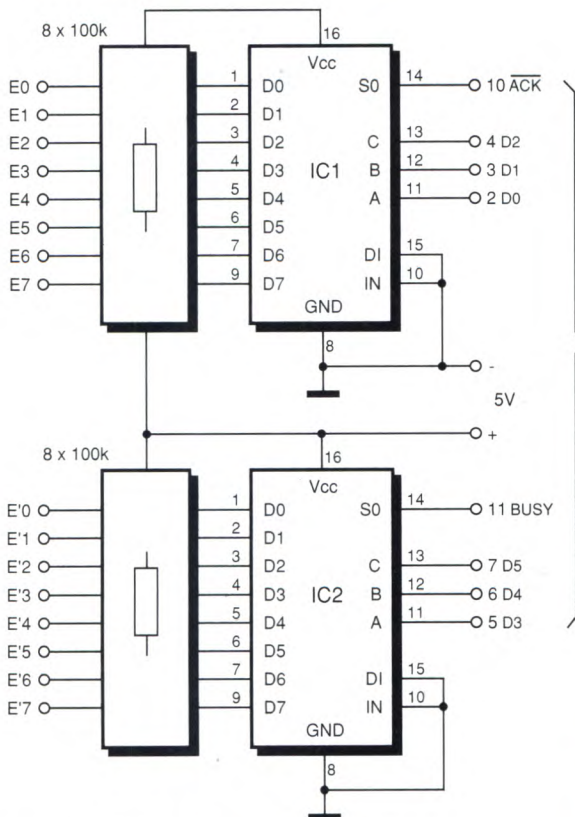 8 x 100k
16
Vcc
E0 1 D0 S0 14 10 ACK
E1 2 D1
E2 3 D2 C 13 4 D2
E3 4 D3 IC1 B 12 3 D1
E4 5 D4 A 11 2 D0
E5 6 D5
E6 7 D6 DI 15
E7 9 D7 IN 10
GND
8
-
5V
+
8 x 100k
16
Vcc
E'0 1 D0 S0 14 11 BUSY
E'1 2 D1
E'2 3 D2 C 13 7 D5
E'3 4 D3 IC2 B 12 6 D4
E'4 5 D4 A 11 5 D3
E'5 6 D5
E'6 7 D6 DI 15
E'7 9 D7 IN 10
GND
8